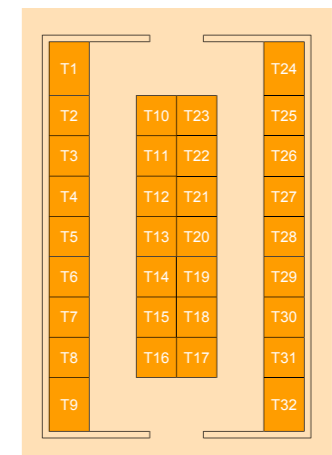 T1 T24
T2 T10 T23 T25
T3 T11 T22 T26
T4 T12 T21 T27
T5 T13 T20 T28
T6 T14 T19 T29
T7 T15 T18 T30
T8 T16 T17 T31
T9 T32